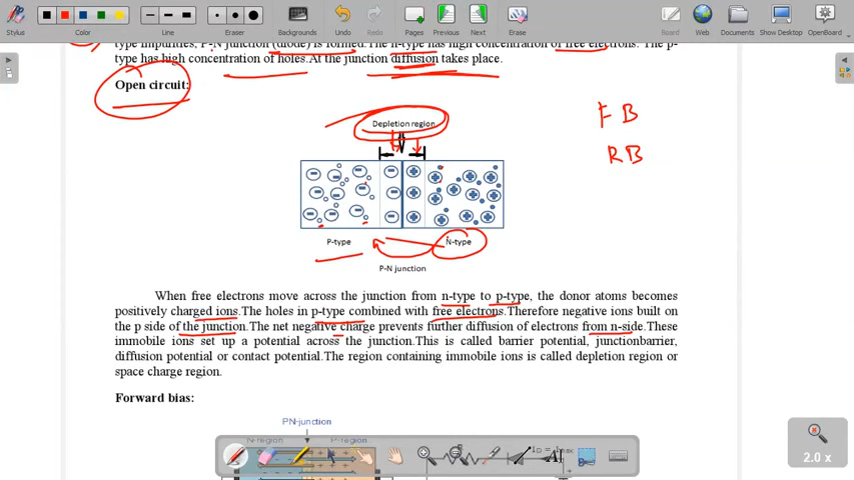 Stylus
Color
Line
Eraser
Backgrounds
Undo
Redo
Pages
Previous
Next
Erase
Board
Web
Documents
Show Desktop
OpenBoard
type impurities, P-N junction (diode) is formed. The n-type has high concentration of free electrons. The p-
type has high concentration of holes.At the junction diffusion takes place.
Open circuit:
Depletion region
F B
R B
P-type
N-type
P-N junction
When free electrons move across the junction from n-type to p-type, the donor atoms becomes
positively charged ions.The holes in p-type combined with free electrons.Therefore negative ions built on
the p side of the junction.The net negative charge prevents further diffusion of electrons from n-side.These
immobile ions set up a potential across the junction.This is called barrier potential, junctionbarrier,
diffusion potential or contact potential.The region containing immobile ions is called depletion region or
space charge region.
Forward bias:
PN-junction
N-region
P-region
2.0 x